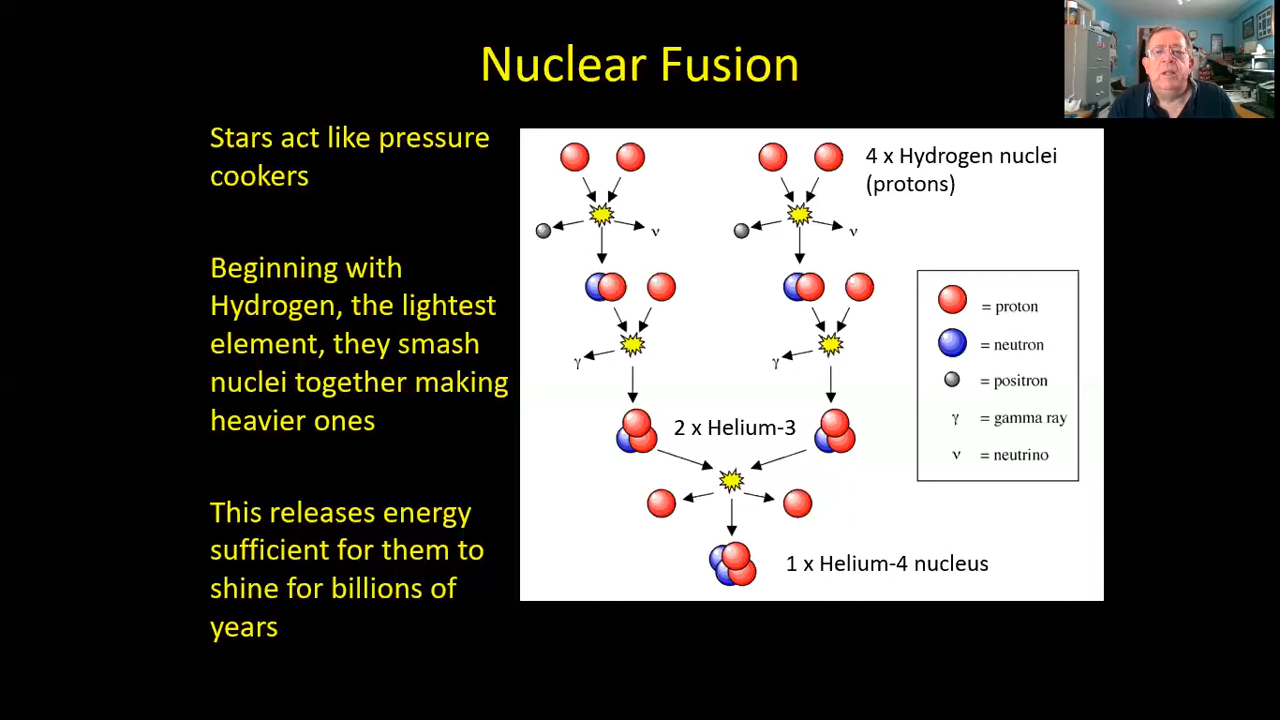 Nuclear Fusion
Stars act like pressure
cookers
Beginning with
Hydrogen, the lightest
element, they smash
nuclei together making
heavier ones
This releases energy
sufficient for them to
shine for billions of
years
4 x Hydrogen nuclei
(protons)
ν
ν
γ
γ
2 x Helium-3
1 x Helium-4 nucleus
= proton
= neutron
= positron
γ = gamma ray
ν = neutrino